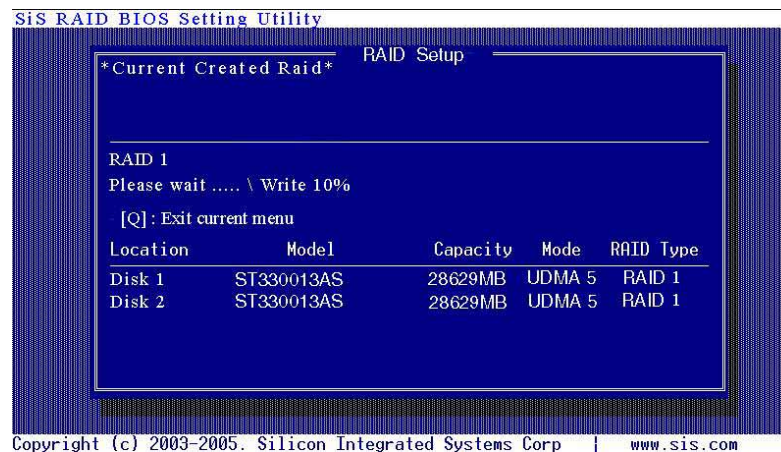 SiS RAID BIOS Setting Utility
RAID Setup
*Current Created Raid*
RAID 1
Please wait ..... \ Write 10%
[Q] : Exit current menu
Location Model Capacity Mode RAID Type
Disk 1 ST330013AS 28629MB UDMA 5 RAID 1
Disk 2 ST330013AS 28629MB UDMA 5 RAID 1
Copyright (c) 2003-2005. Silicon Integrated Systems Corp | www.sis.com